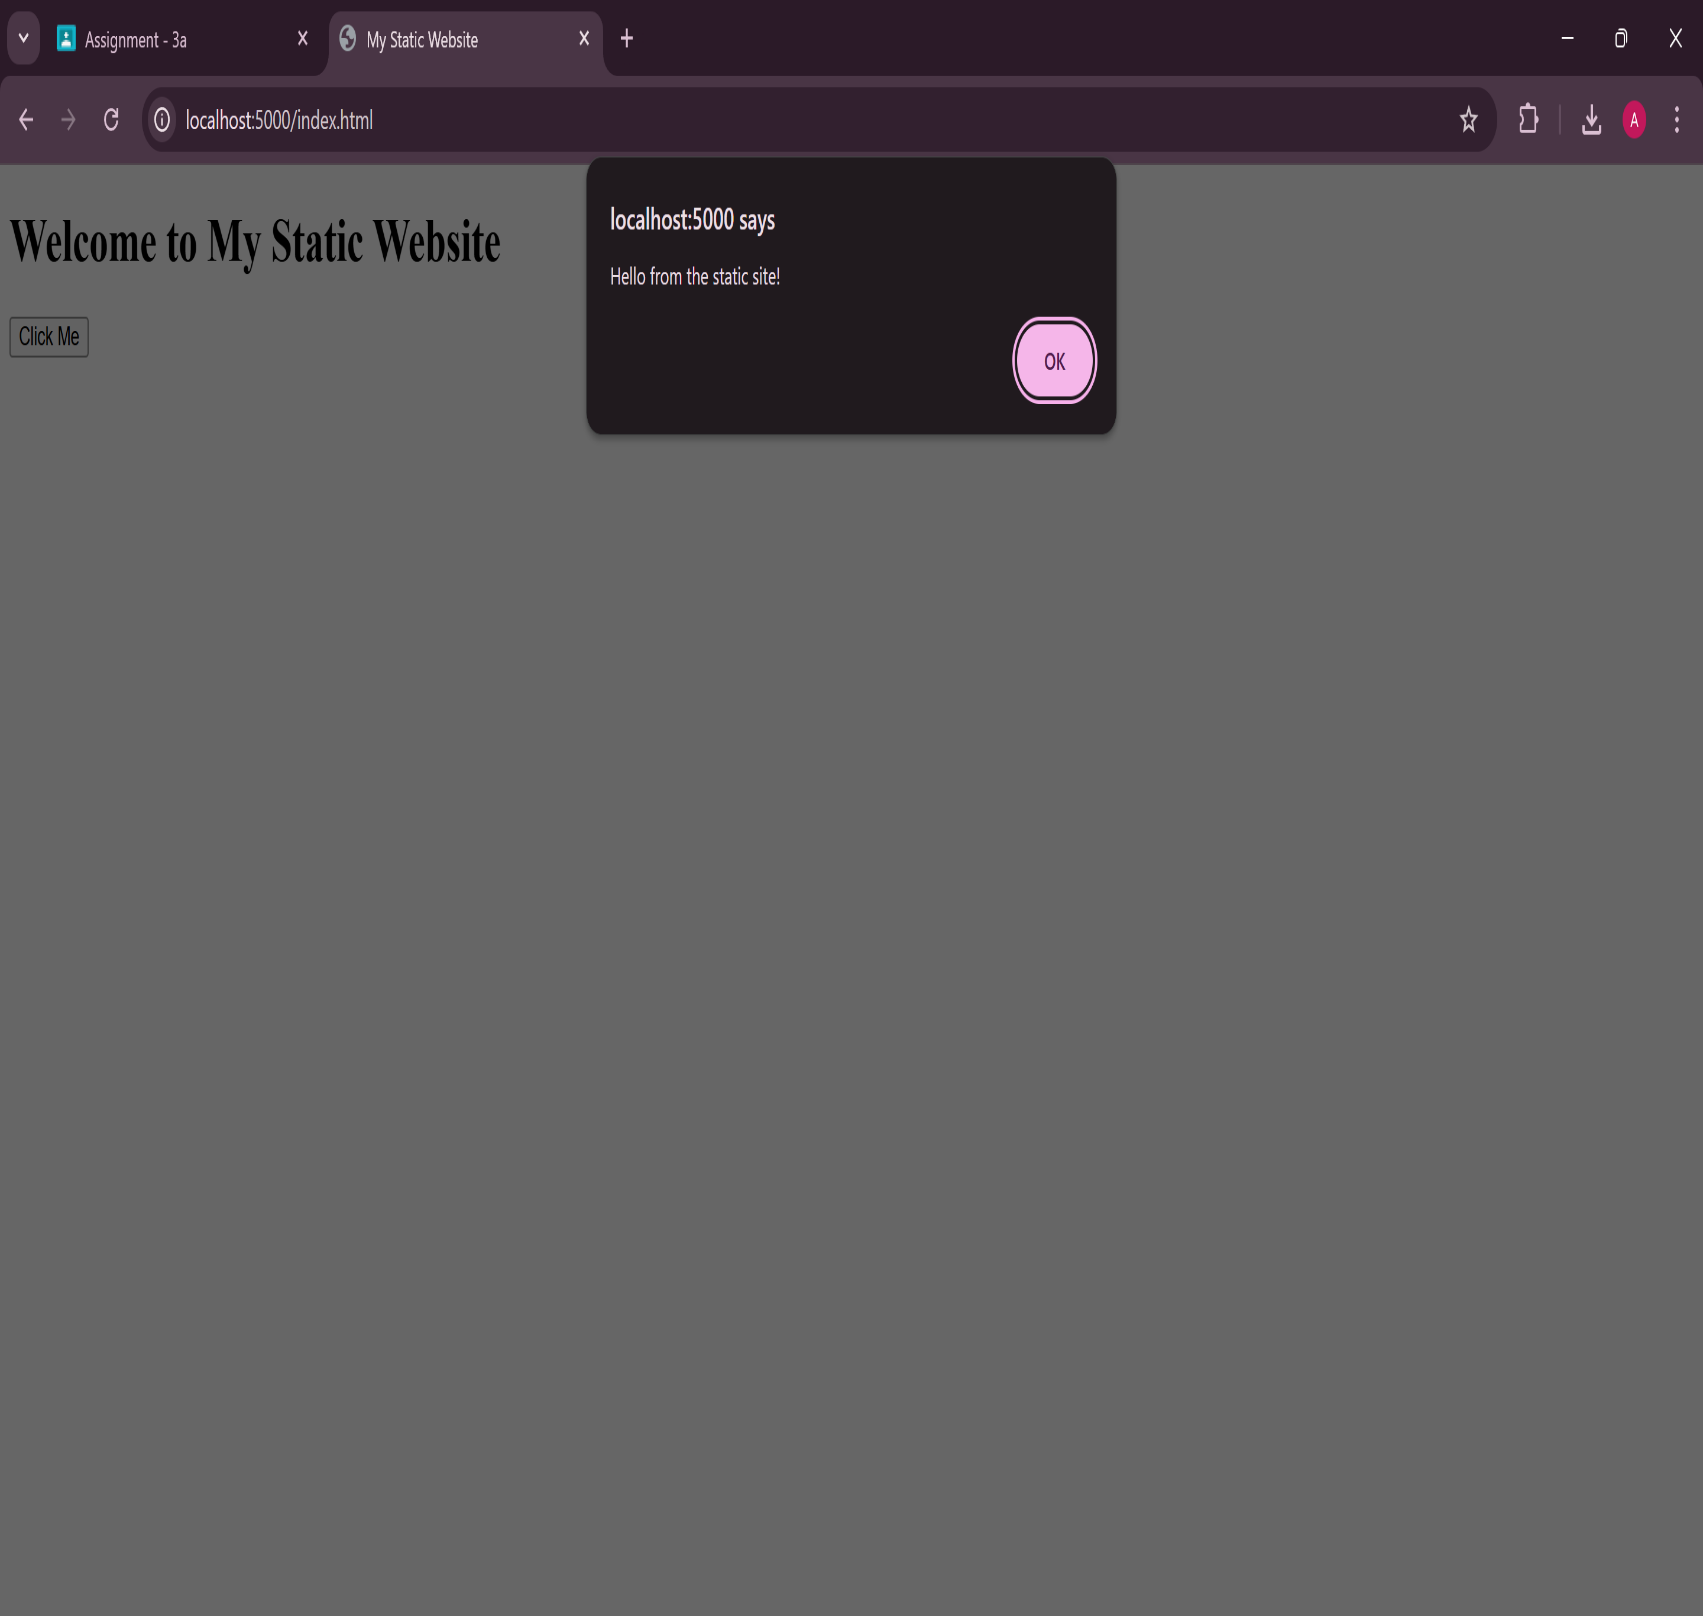 Assignment - 3a
My Static Website
localhost:5000/index.html
A
localhost:5000 says
Hello from the static site!
OK
Welcome to My Static Website
Click Me